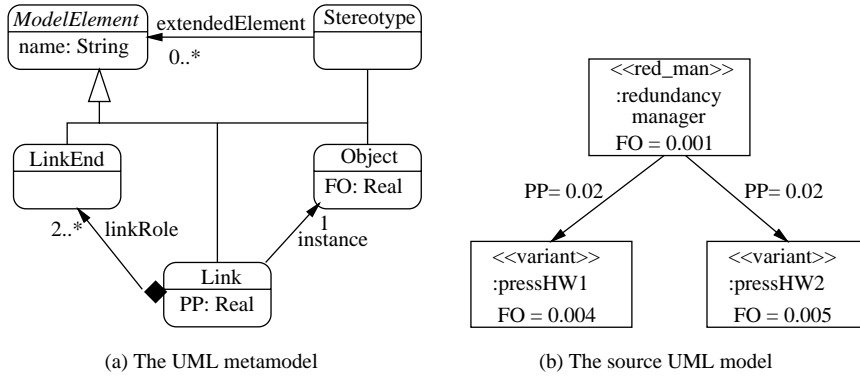 ModelElement
name: String
extendedElement
0..*
Stereotype
LinkEnd
Object
FO: Real
2..*
linkRole
1
instance
Link
PP: Real
(a) The UML metamodel
<<red_man>>
:redundancy
manager
FO = 0.001
PP= 0.02
PP= 0.02
<<variant>>
:pressHW1
FO = 0.004
<<variant>>
:pressHW2
FO = 0.005
(b) The source UML model